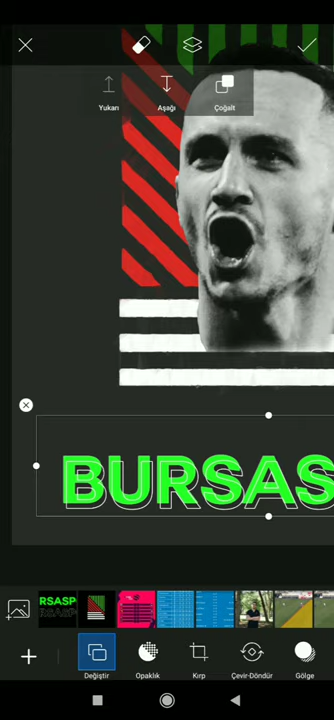 Yukarı Aşağı Çoğalt
BURSAS
RSASP
Değiştir Opaklık Kırp Çevir-Döndür Gölge